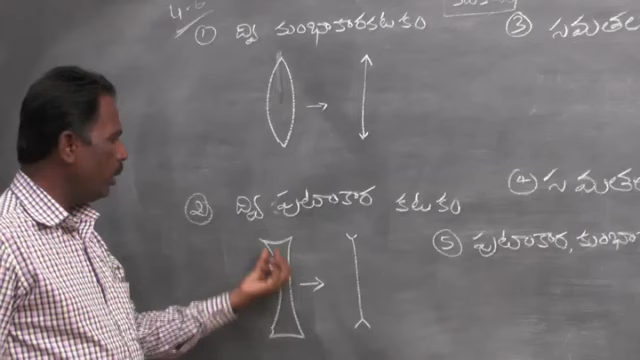 ① ద్వి కుంభాకారకటకం
② ద్వి పుటాకార కటకం
③ సమతల
④ సమతల
⑤ పుటాకార, కుంభా